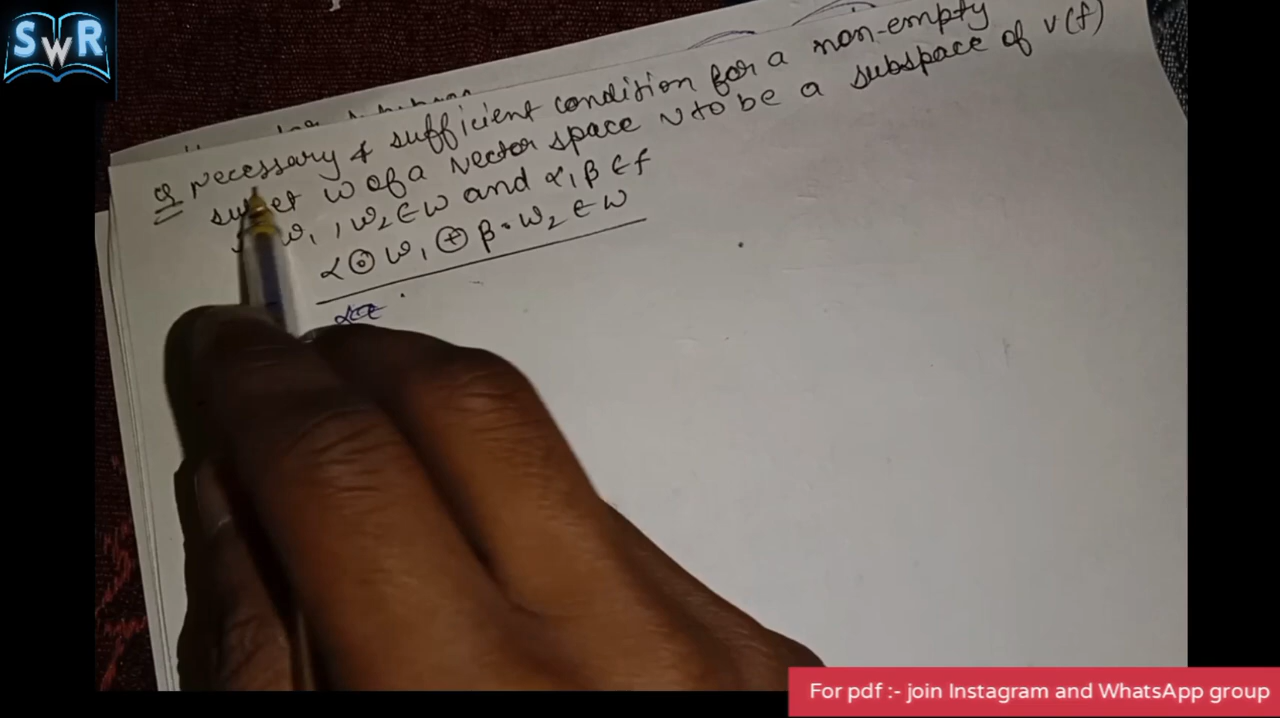 SWR
Q Necessary & sufficient condition for a non-empty
subset W of a Vector space V to be a subspace of V(f)
w₁, w₂ ∈ W and α, β ∈ f
α ⊙ w₁ ⊕ β · w₂ ∈ W
For pdf :- join Instagram and WhatsApp group